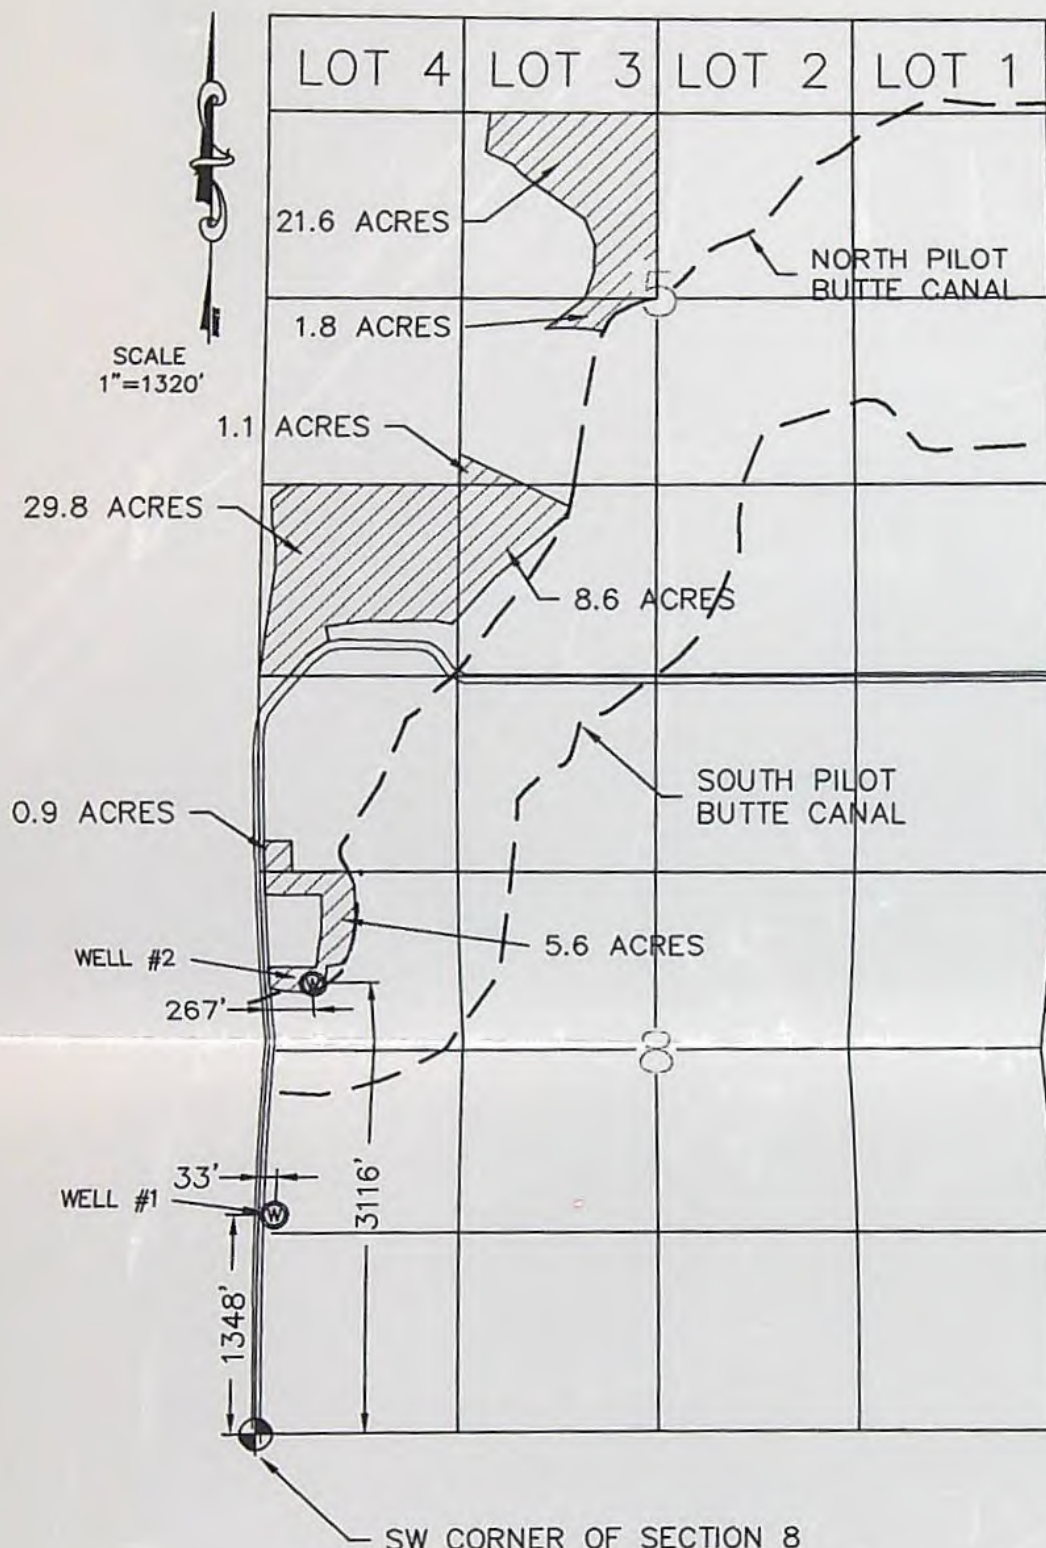 LOT 4
LOT 3
LOT 2
LOT 1
21.6 ACRES
NORTH PILOT
BUTTE CANAL
5
1.8 ACRES
SCALE
1"=1320'
1.1 ACRES
29.8 ACRES
8.6 ACRES
SOUTH PILOT
BUTTE CANAL
0.9 ACRES
5.6 ACRES
WELL #2
W
267'
8
33'
3116'
WELL #1
W
1348'
SW CORNER OF SECTION 8